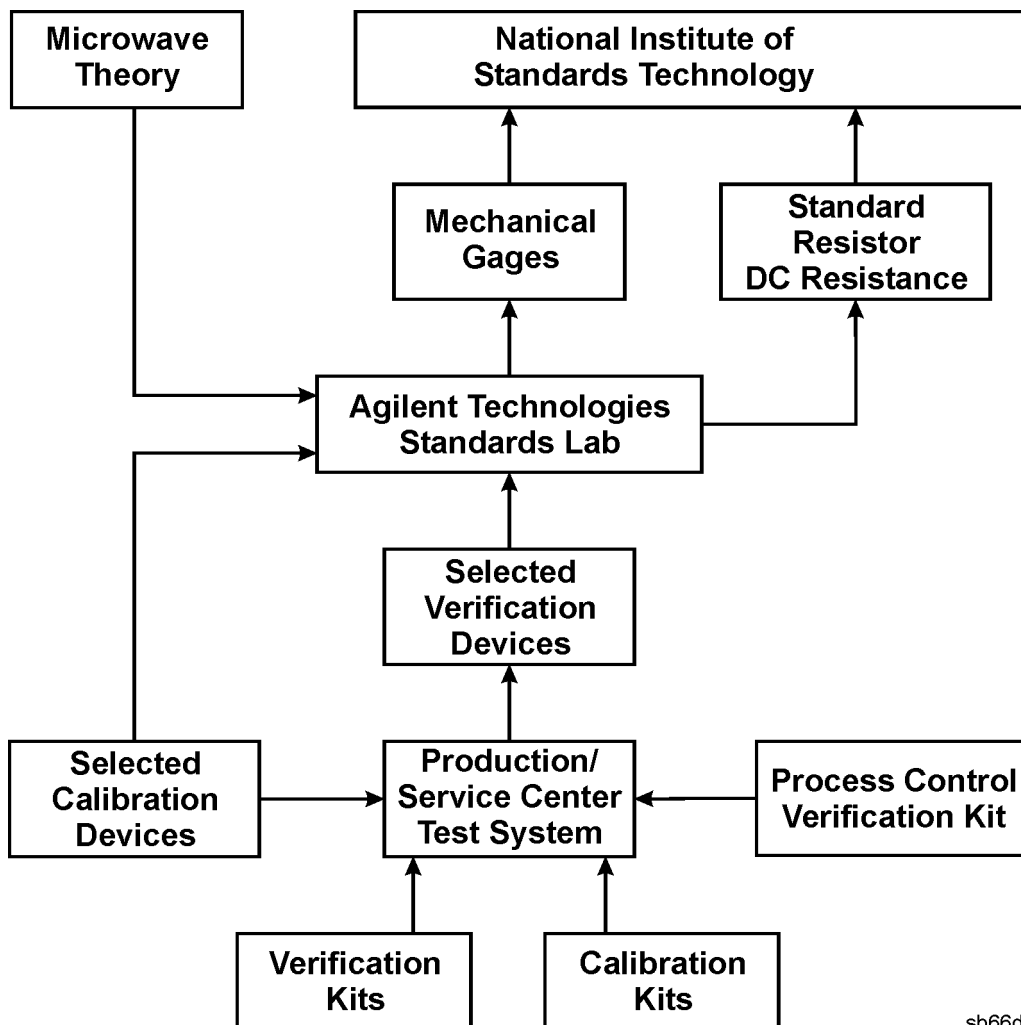 Microwave
Theory
National Institute of
Standards Technology
Mechanical
Gages
Standard
Resistor
DC Resistance
Agilent Technologies
Standards Lab
Selected
Verification
Devices
Selected
Calibration
Devices
Production/
Service Center
Test System
Process Control
Verification Kit
Verification
Kits
Calibration
Kits
sb66d